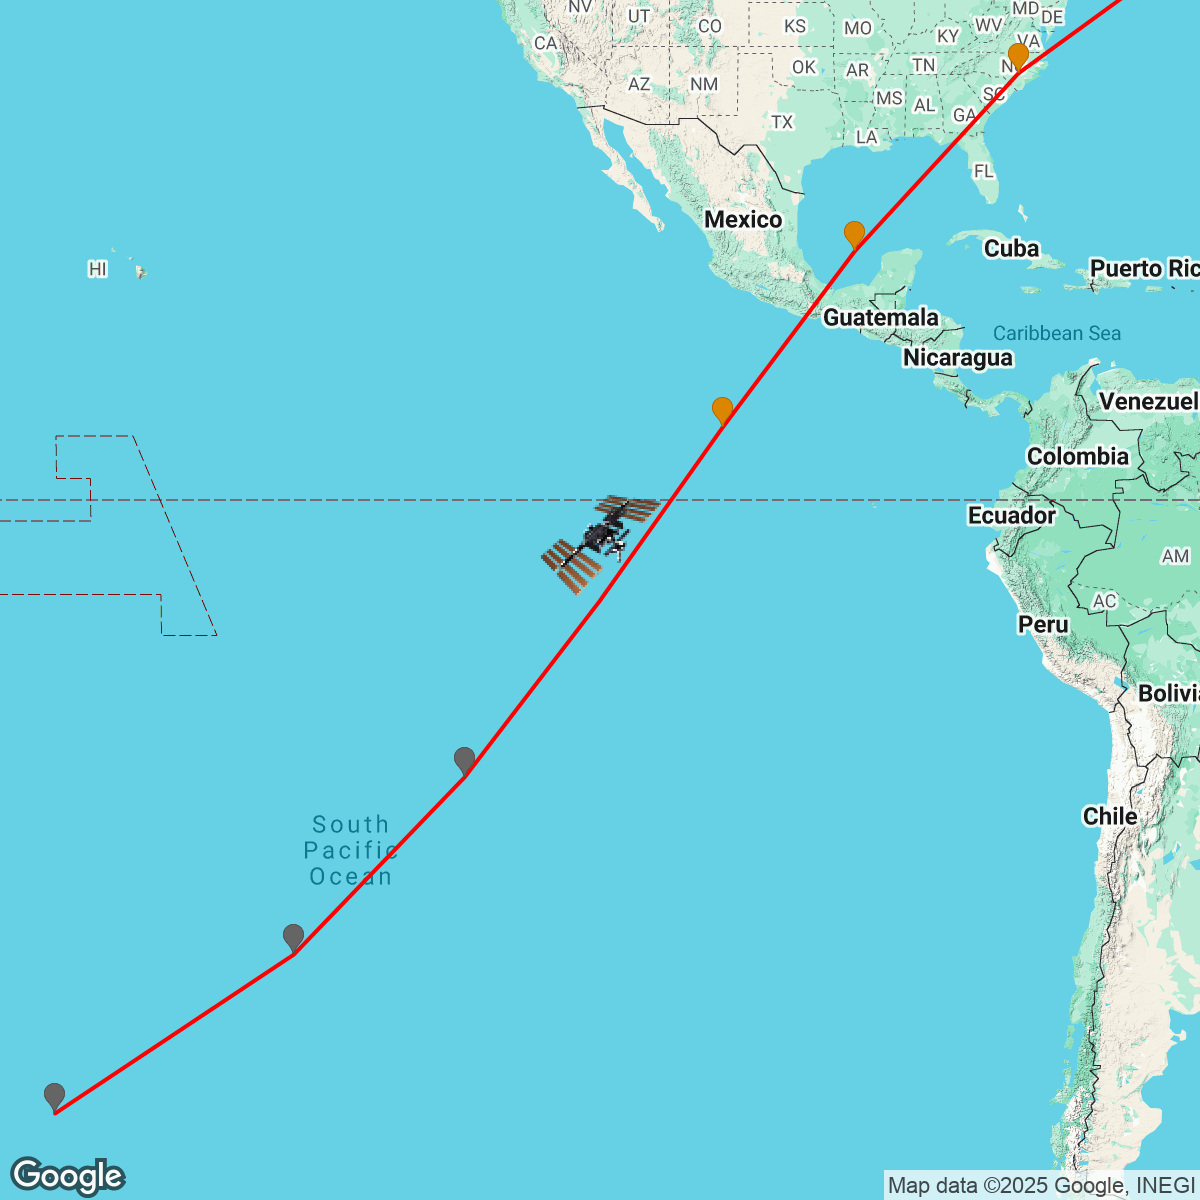 NV
UT
CO
KS
MO
KY
WV
MD
DE
VA
CA
AZ
NM
OK
AR
TN
NC
MS
AL
GA
SC
TX
LA
FL
Mexico
Cuba
HI
Puerto Ric
Guatemala
Caribbean Sea
Nicaragua
Venezuel
Colombia
Ecuador
AM
AC
Peru
Bolivia
Chile
South
Pacific
Ocean
Google
Map data ©2025 Google, INEGI